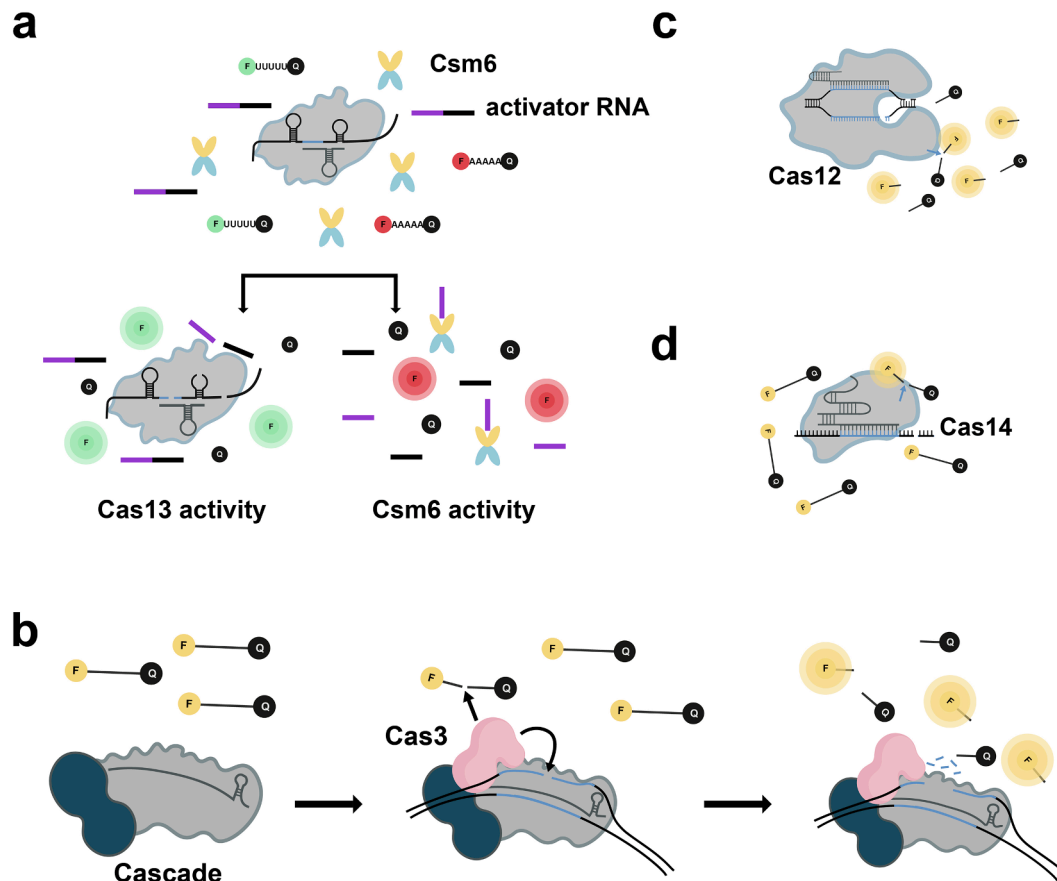 a
Csm6
F UUUUU Q
activator RNA
F AAAAA Q
F UUUUU Q
F AAAAA Q
F
Q
Q
F
Q
Q
F
F
F
Q
Q
Cas13 activity
Csm6 activity
c
Q
F
F
Q
Cas12
Q
F
F
Q
d
F
Q
Q
F
F
Cas14
F
Q
Q
Q
F
b
F
Q
F
Q
F
Q
Cascade
F
Q
F
Q
F
Q
Cas3
Q
F
F
Q
Q
F